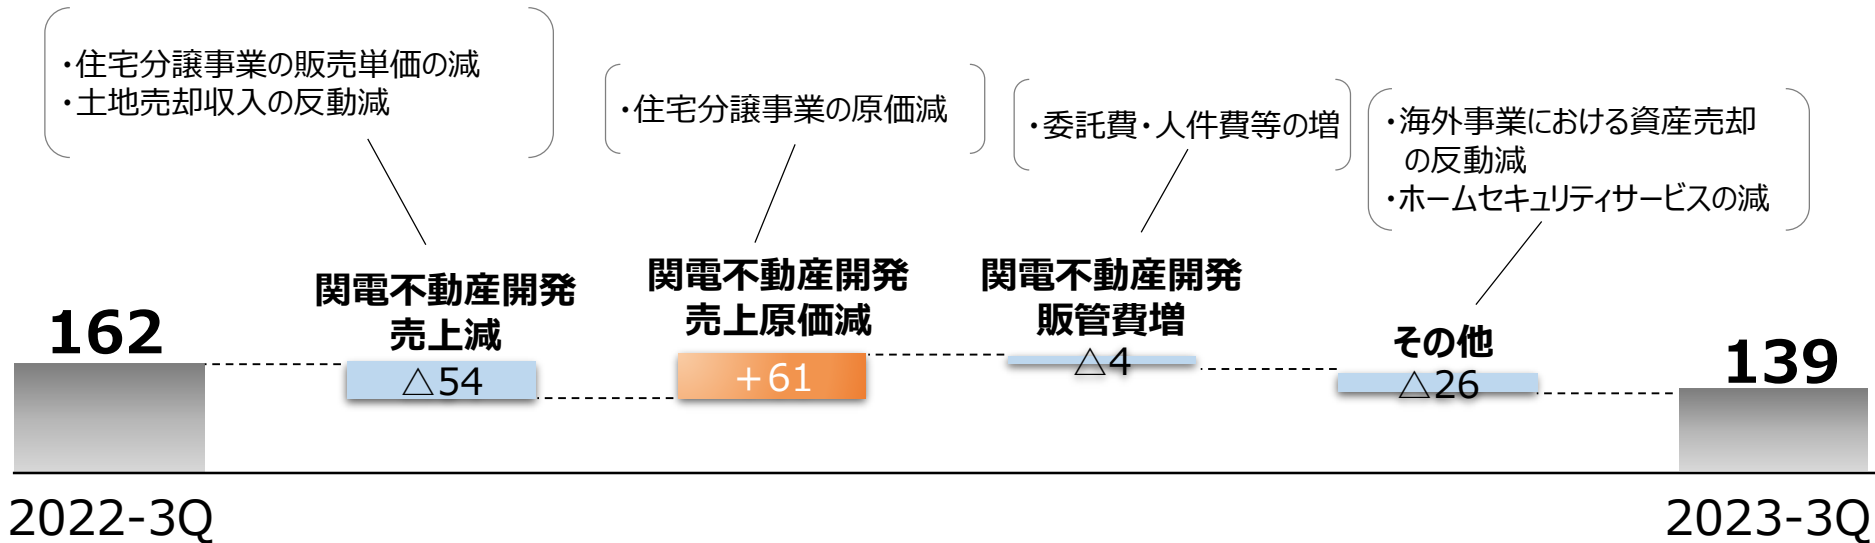 ・住宅分譲事業の販売単価の減
・土地売却収入の反動減
・住宅分譲事業の原価減
・委託費・人件費等の増
・海外事業における資産売却
の反動減
・ホームセキュリティサービスの減
162
関電不動産開発
売上減
△54
関電不動産開発
売上原価減
＋61
関電不動産開発
販管費増
△4
その他
△26
139
2022-3Q
2023-3Q